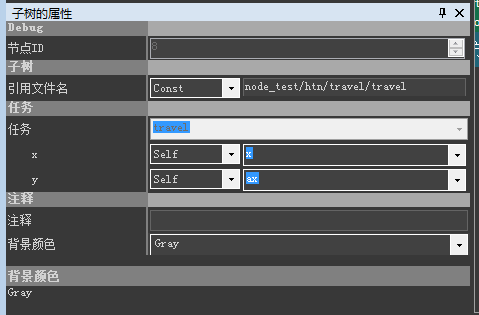 子树的属性
Debug
节点ID 8
子树
引用文件名 Const node_test/htn/travel/travel
任务
任务 travel
x Self x
y Self ax
注释
注释
背景颜色 Gray
背景颜色
Gray